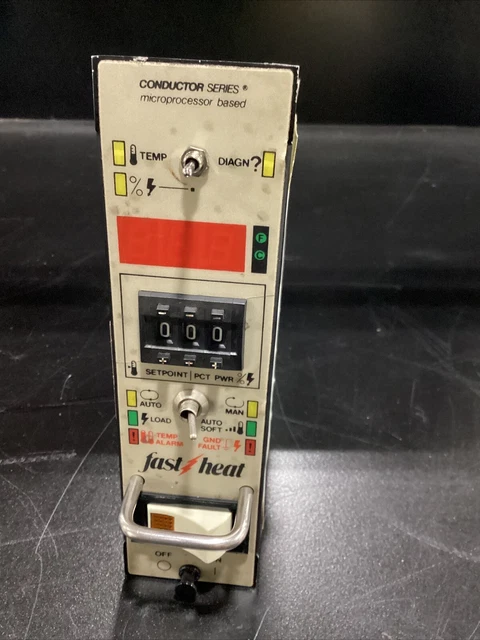 CONDUCTOR SERIES®
microprocessor based
TEMP
DIAGN?
%
F
C
0 0 0
SETPOINT | PCT PWR %
AUTO
MAN
LOAD
AUTO
SOFT
TEMP
ALARM
GND
FAULT
fast heat
OFF